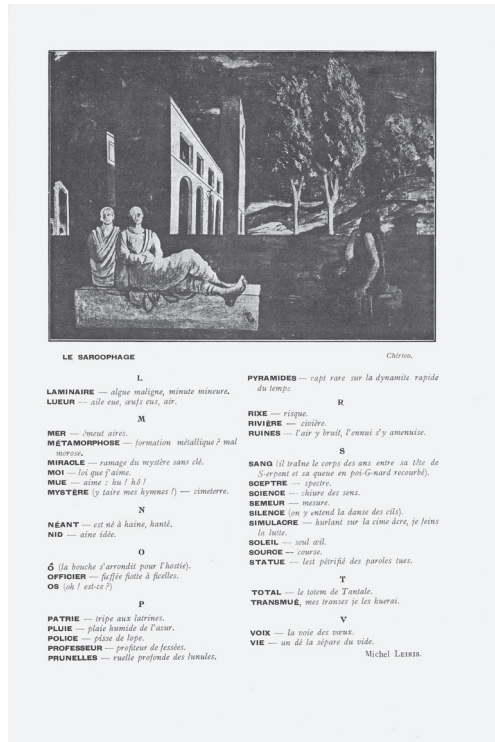 LE SARCOPHAGE
Chirico.
L
LAMINAIRE — algue maligne, minute mineure.
LUEUR — aile eue, œufs eux, air.
M
MER — émeut aires.
MÉTAMORPHOSE — formation métallique ? mal
morose.
MIRACLE — ramage du mystère sans clé.
MOI — loi que j'aime.
MUE — aime : hu ! hô !
MYSTÈRE (y taire mes hymnes !) — cimeterre.
N
NÉANT — est né à haine, hanté.
NID — aine idée.
O
Ô (la bouche s'arrondit pour l'hostie).
OFFICIER — fieffée fiotte à ficelles.
OS (oh ! est-ce ?)
P
PATRIE — tripe aux latrines.
PLUIE — plaie humide de l'azur.
POLICE — pisse de lope.
PROFESSEUR — profiteur de fessées.
PRUNELLES — ruelle profonde des lunules.
PYRAMIDES — rapt rare sur la dynamite rapide
du temps
R
RIXE — risque.
RIVIÈRE — civière.
RUINES — l'air y bruit, l'ennui s'y amenuise.
S
SANG (il traîne le corps des ans entre sa tête de
S-erpent et sa queue en poi-G-nard recourbé).
SCEPTRE — spectre.
SCIENCE — chiure des sens.
SEMEUR — mesure.
SILENCE (on y entend la danse des cils).
SIMULACRE — hurlant sur la cime âcre, je feins
la lutte.
SOLEIL — seul œil.
SOURCE — course.
STATUE — lest pétrifié des paroles tues.
T
TOTAL — le totem de Tantale.
TRANSMUÉ, mes transes je les huerai.
V
VOIX — la voie des vœux.
VIE — un dé la sépare du vide.
Michel LEIRIS.